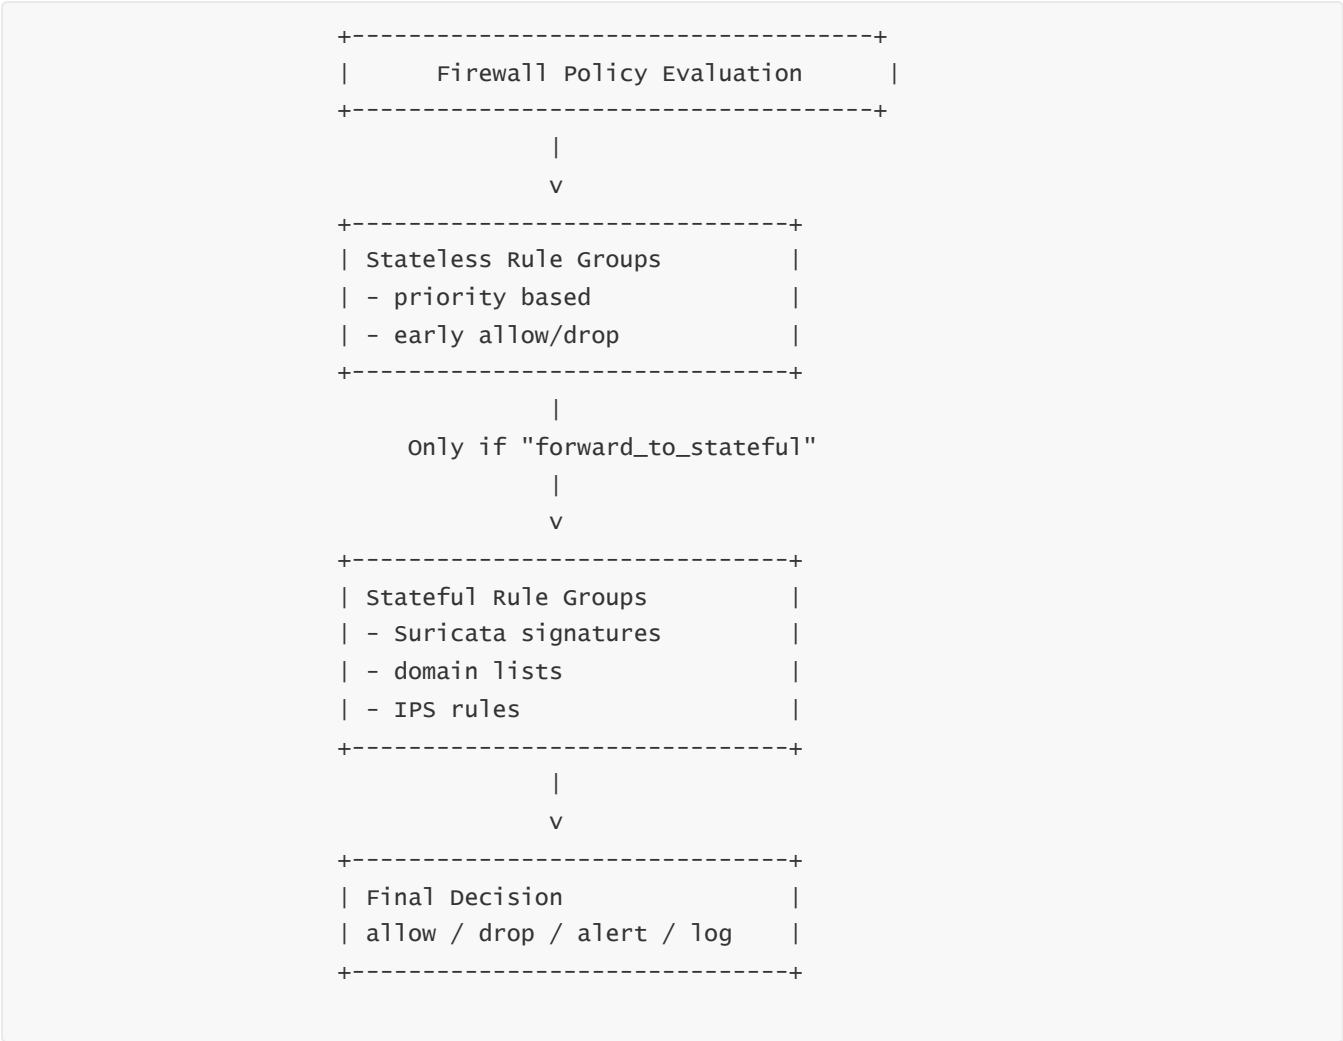 +-------------------------------------+
|      Firewall Policy Evaluation      |
+-------------------------------------+
|
v
+-------------------------------+
| Stateless Rule Groups         |
| - priority based              |
| - early allow/drop            |
+-------------------------------+
|
Only if "forward_to_stateful"
|
v
+-------------------------------+
| Stateful Rule Groups          |
| - Suricata signatures         |
| - domain lists                |
| - IPS rules                   |
+-------------------------------+
|
v
+-------------------------------+
| Final Decision                |
| allow / drop / alert / log    |
+-------------------------------+